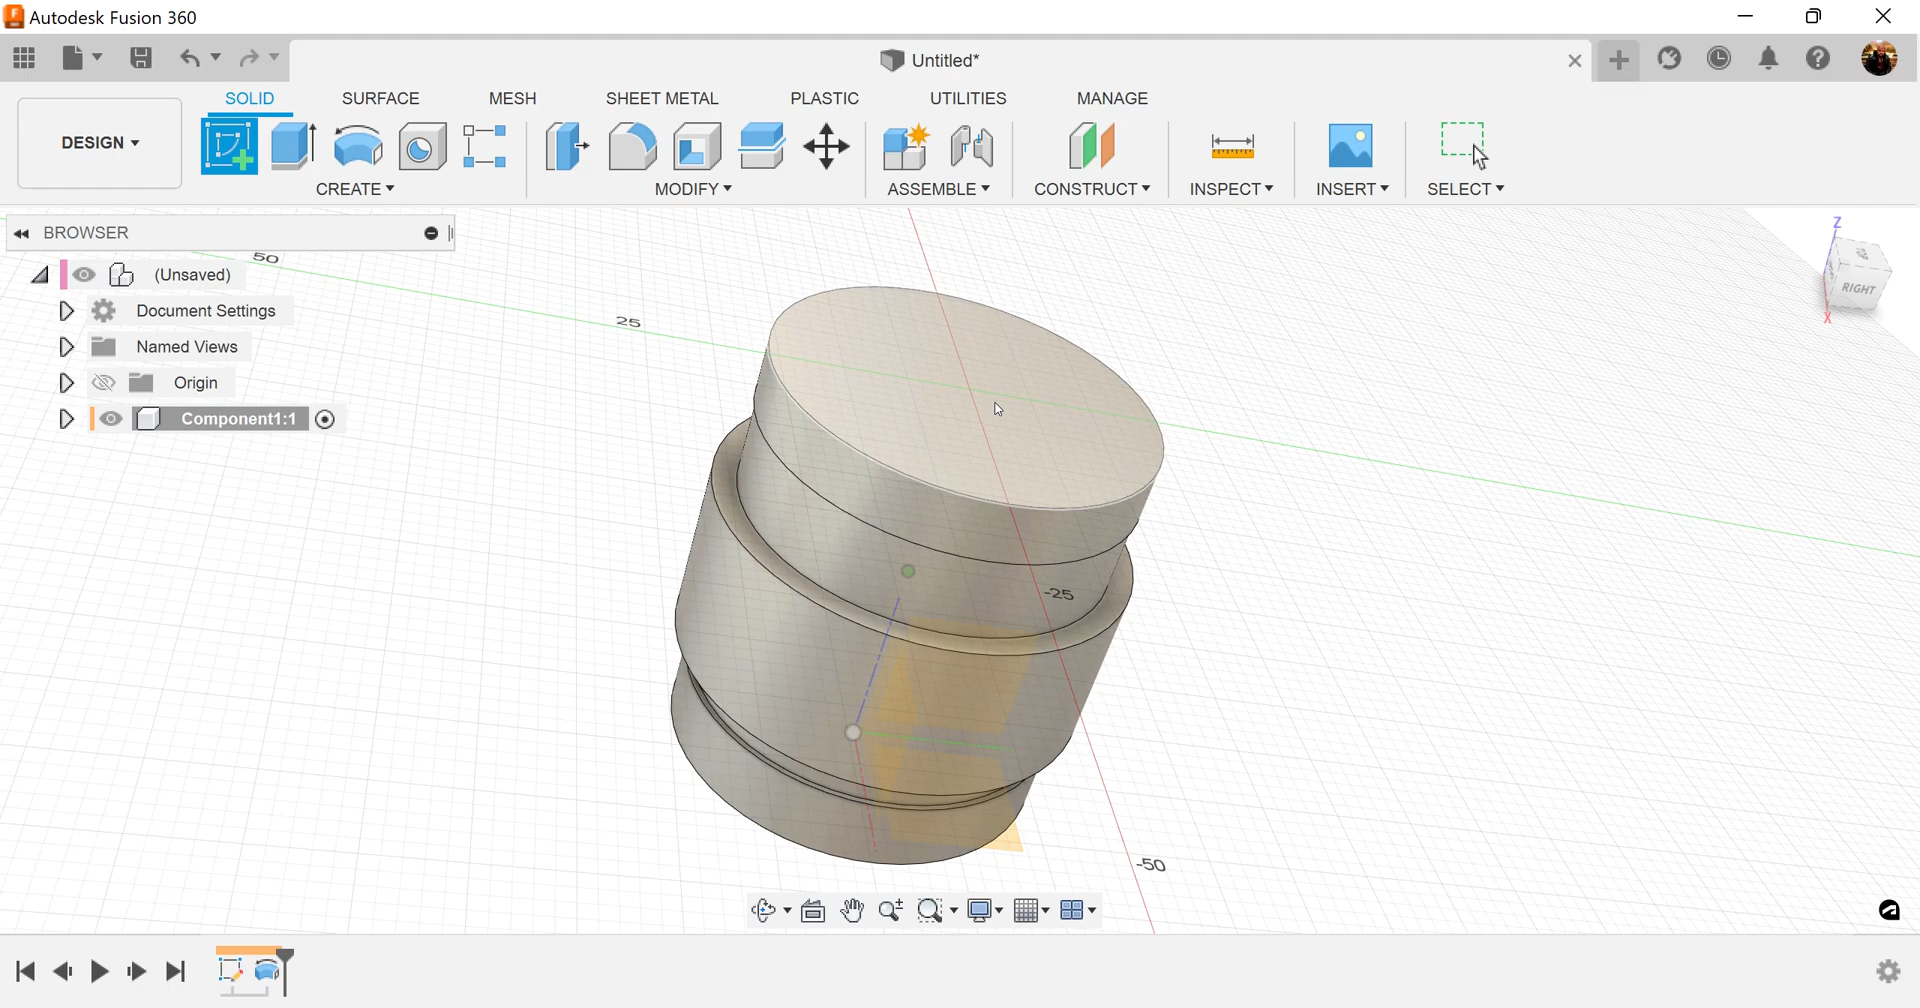 Autodesk Fusion 360
Untitled*
SOLID SURFACE MESH SHEET METAL PLASTIC UTILITIES MANAGE
DESIGN
CREATE MODIFY ASSEMBLE CONSTRUCT INSPECT INSERT SELECT
BROWSER
(Unsaved)
Document Settings
Named Views
Origin
Component1:1
50
25
-25
-50
Z
TOP
RIGHT
X